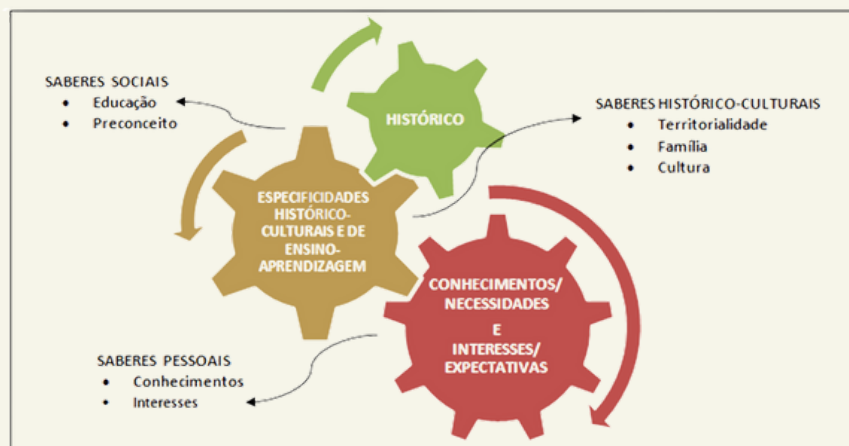 SABERES SOCIAIS
• Educação
• Preconceito
HISTÓRICO
SABERES HISTÓRICO-CULTURAIS
• Territorialidade
• Família
• Cultura
ESPECIFICIDADES
HISTÓRICO-
CULTURAIS E DE
ENSINO-
APRENDIZAGEM
CONHECIMENTOS/
NECESSIDADES
E
INTERESSES/
EXPECTATIVAS
SABERES PESSOAIS
• Conhecimentos
• Interesses